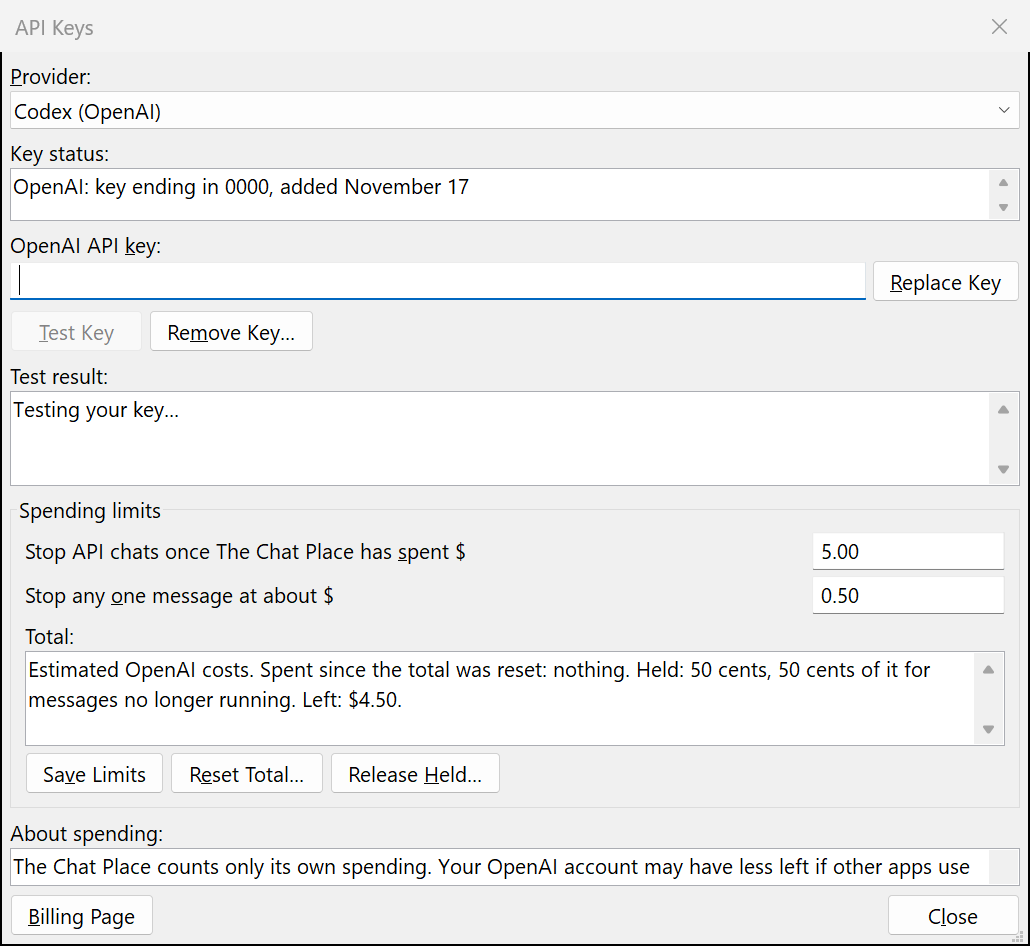 API Keys
Provider:
Codex (OpenAI)
Key status:
OpenAI: key ending in 0000, added November 17
OpenAI API key:
Replace Key
Test Key
Remove Key...
Test result:
Testing your key...
Spending limits
Stop API chats once The Chat Place has spent $
5.00
Stop any one message at about $
0.50
Total:
Estimated OpenAI costs. Spent since the total was reset: nothing. Held: 50 cents, 50 cents of it for
messages no longer running. Left: $4.50.
Save Limits
Reset Total...
Release Held...
About spending:
The Chat Place counts only its own spending. Your OpenAI account may have less left if other apps use
Billing Page
Close